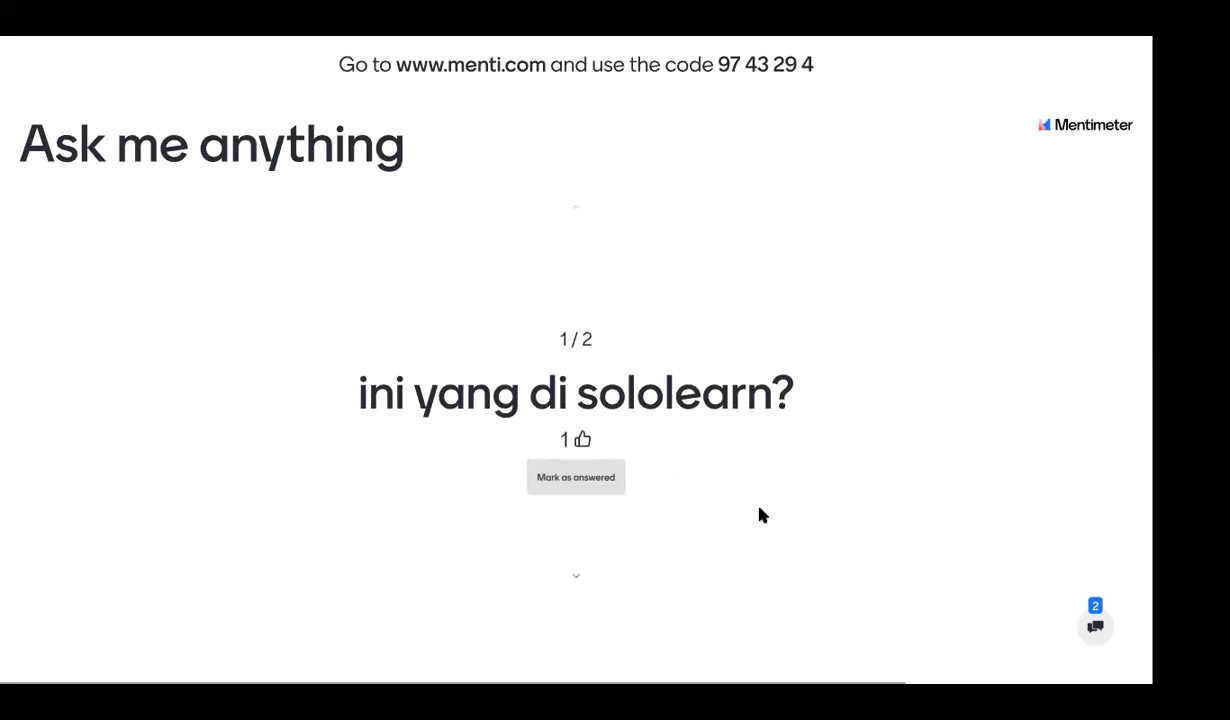 Go to www.menti.com and use the code 97 43 29 4
Ask me anything
Mentimeter
1 / 2
ini yang di sololearn?
1
Mark as answered
2